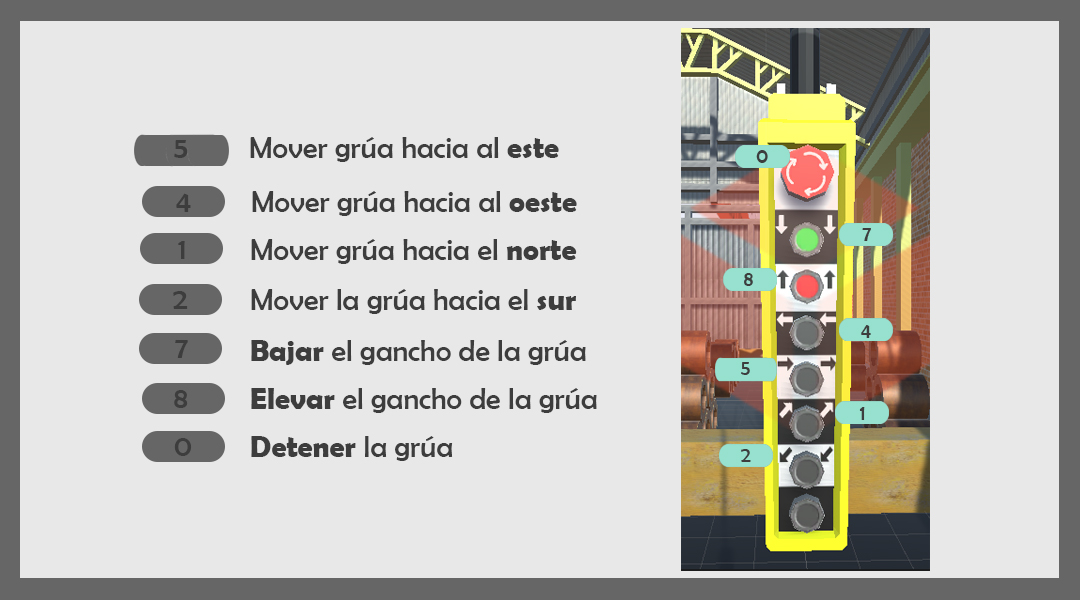 5 Mover grúa hacia al este
4 Mover grúa hacia al oeste
1 Mover grúa hacia el norte
2 Mover la grúa hacia el sur
7 Bajar el gancho de la grúa
8 Elevar el gancho de la grúa
0 Detener la grúa
0
7
8
4
5
1
2